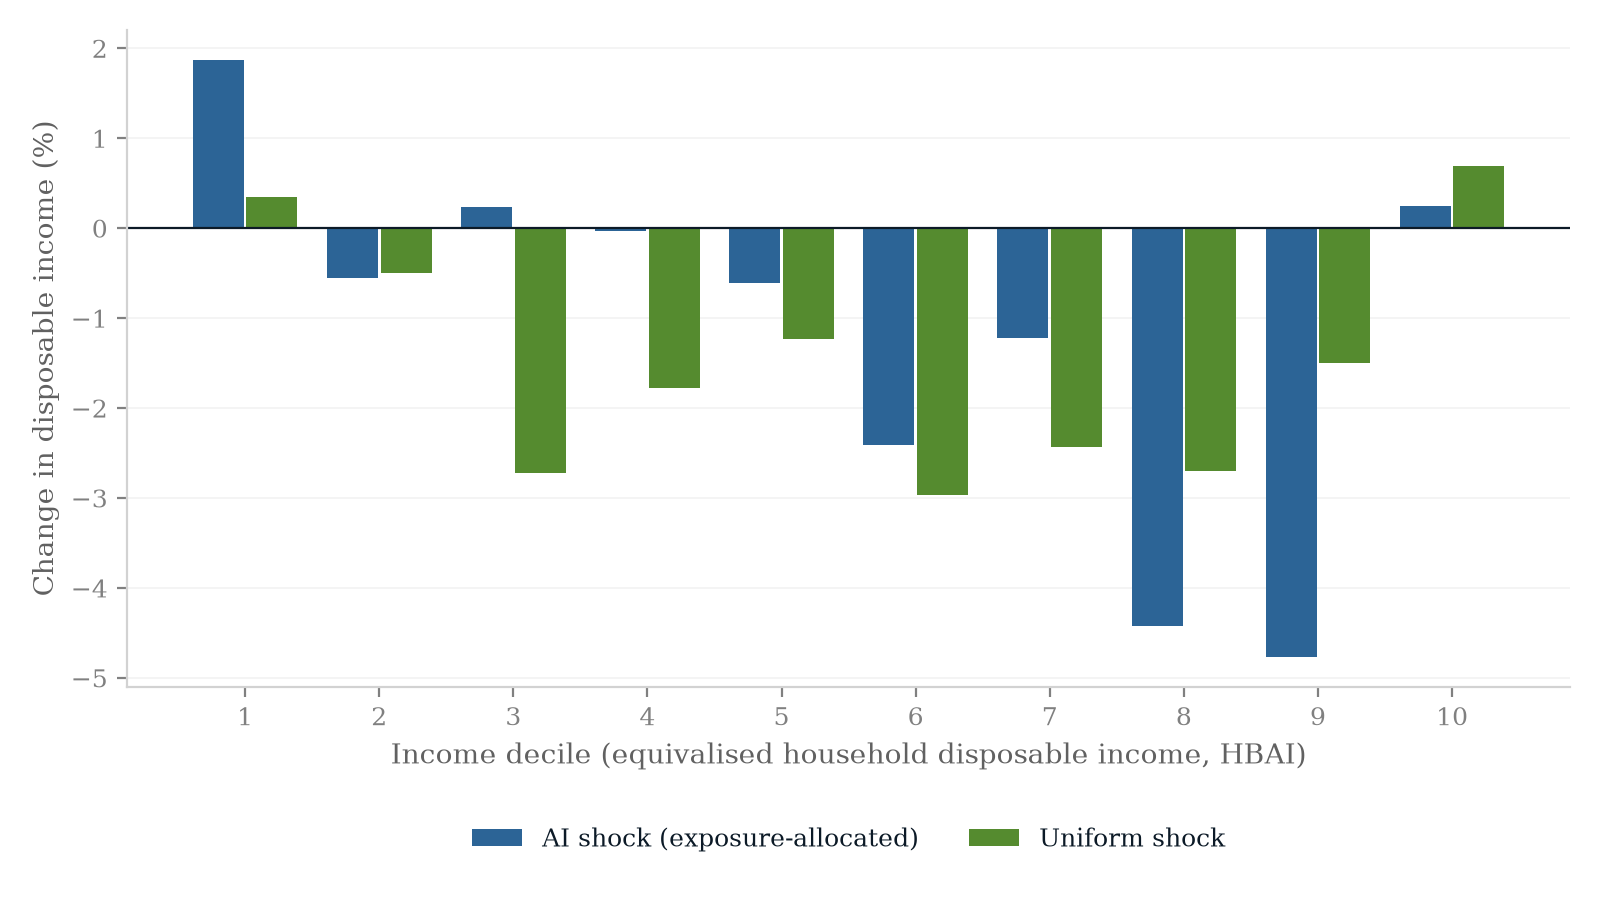 Change in disposable income (%)
2
1
0
−1
−2
−3
−4
−5
1 2 3 4 5 6 7 8 9 10
Income decile (equivalised household disposable income, HBAI)
AI shock (exposure-allocated) Uniform shock